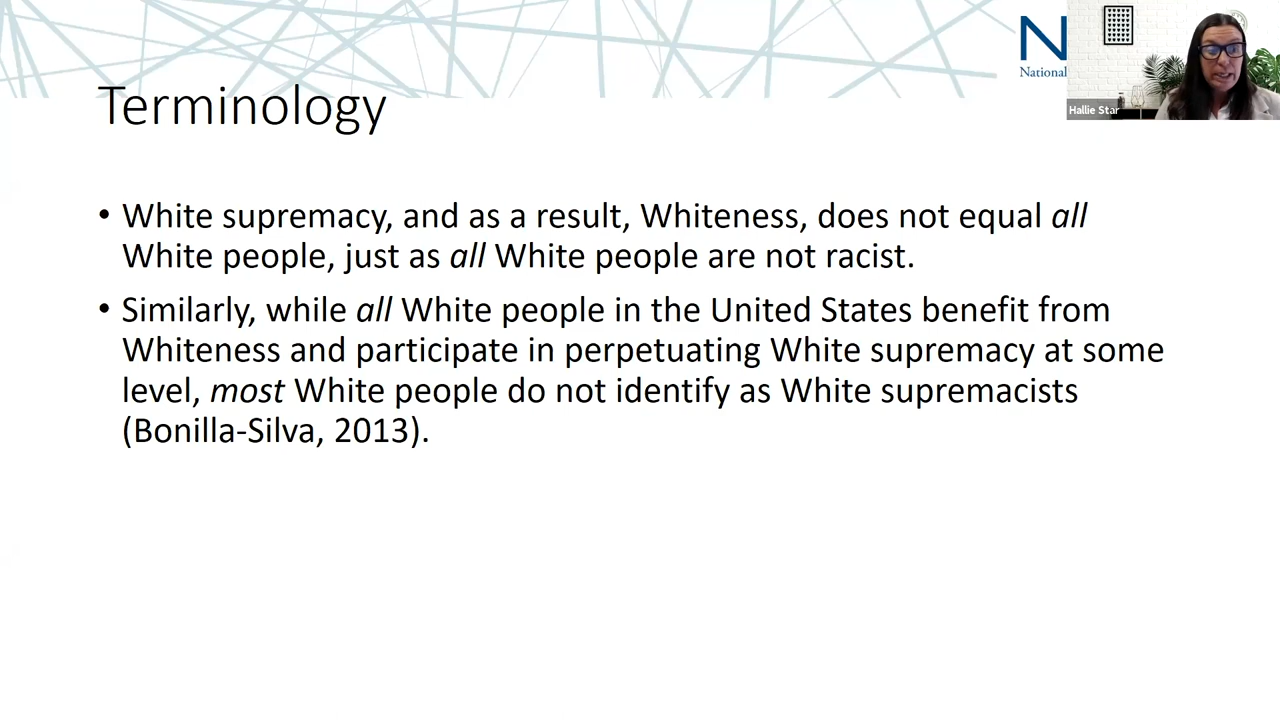 N
National
Hallie Star
Terminology
• White supremacy, and as a result, Whiteness, does not equal all
White people, just as all White people are not racist.
• Similarly, while all White people in the United States benefit from
Whiteness and participate in perpetuating White supremacy at some
level, most White people do not identify as White supremacists
(Bonilla-Silva, 2013).